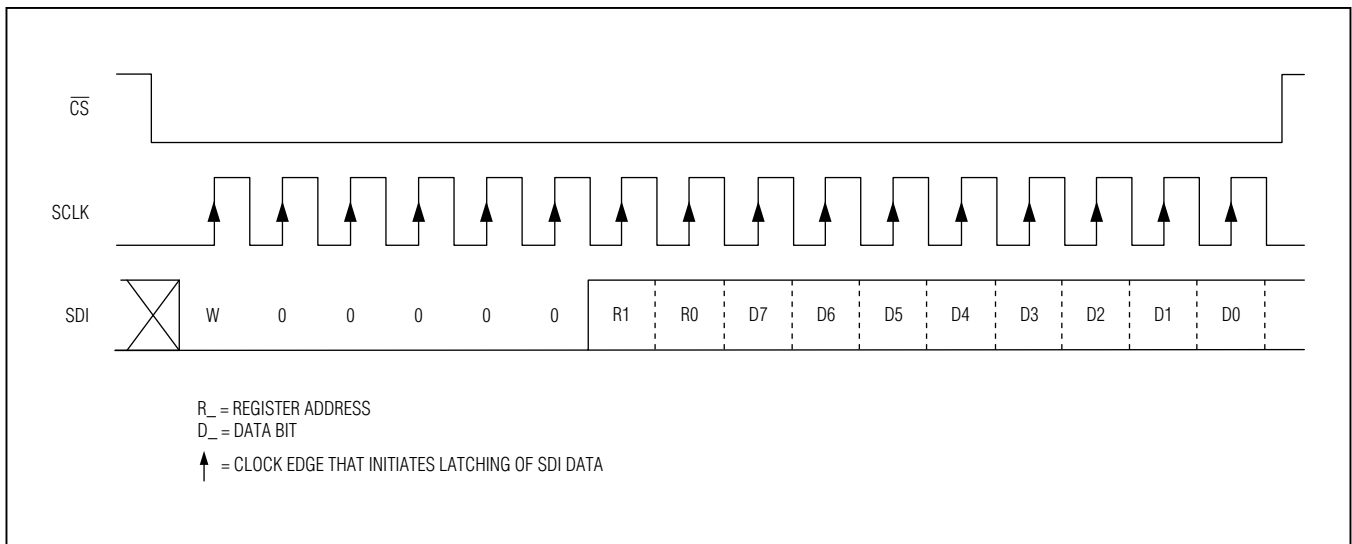 C̅S̅
SCLK
SDI W 0 0 0 0 0 R1 R0 D7 D6 D5 D4 D3 D2 D1 D0
R_ = REGISTER ADDRESS
D_ = DATA BIT
= CLOCK EDGE THAT INITIATES LATCHING OF SDI DATA